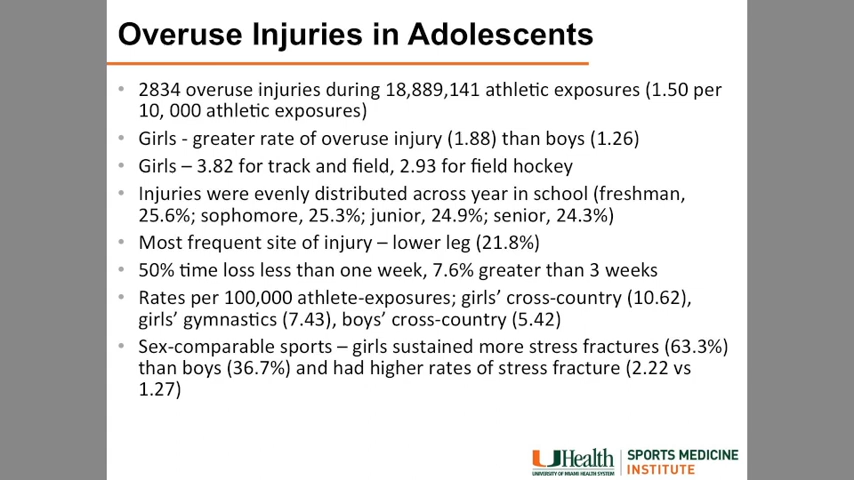 Overuse Injuries in Adolescents
• 2834 overuse injuries during 18,889,141 athletic exposures (1.50 per
10, 000 athletic exposures)
• Girls - greater rate of overuse injury (1.88) than boys (1.26)
• Girls – 3.82 for track and field, 2.93 for field hockey
• Injuries were evenly distributed across year in school (freshman,
25.6%; sophomore, 25.3%; junior, 24.9%; senior, 24.3%)
• Most frequent site of injury – lower leg (21.8%)
• 50% time loss less than one week, 7.6% greater than 3 weeks
• Rates per 100,000 athlete-exposures; girls’ cross-country (10.62),
girls’ gymnastics (7.43), boys’ cross-country (5.42)
• Sex-comparable sports – girls sustained more stress fractures (63.3%)
than boys (36.7%) and had higher rates of stress fracture (2.22 vs
1.27)
UHealth
UNIVERSITY OF MIAMI HEALTH SYSTEM
SPORTS MEDICINE
INSTITUTE